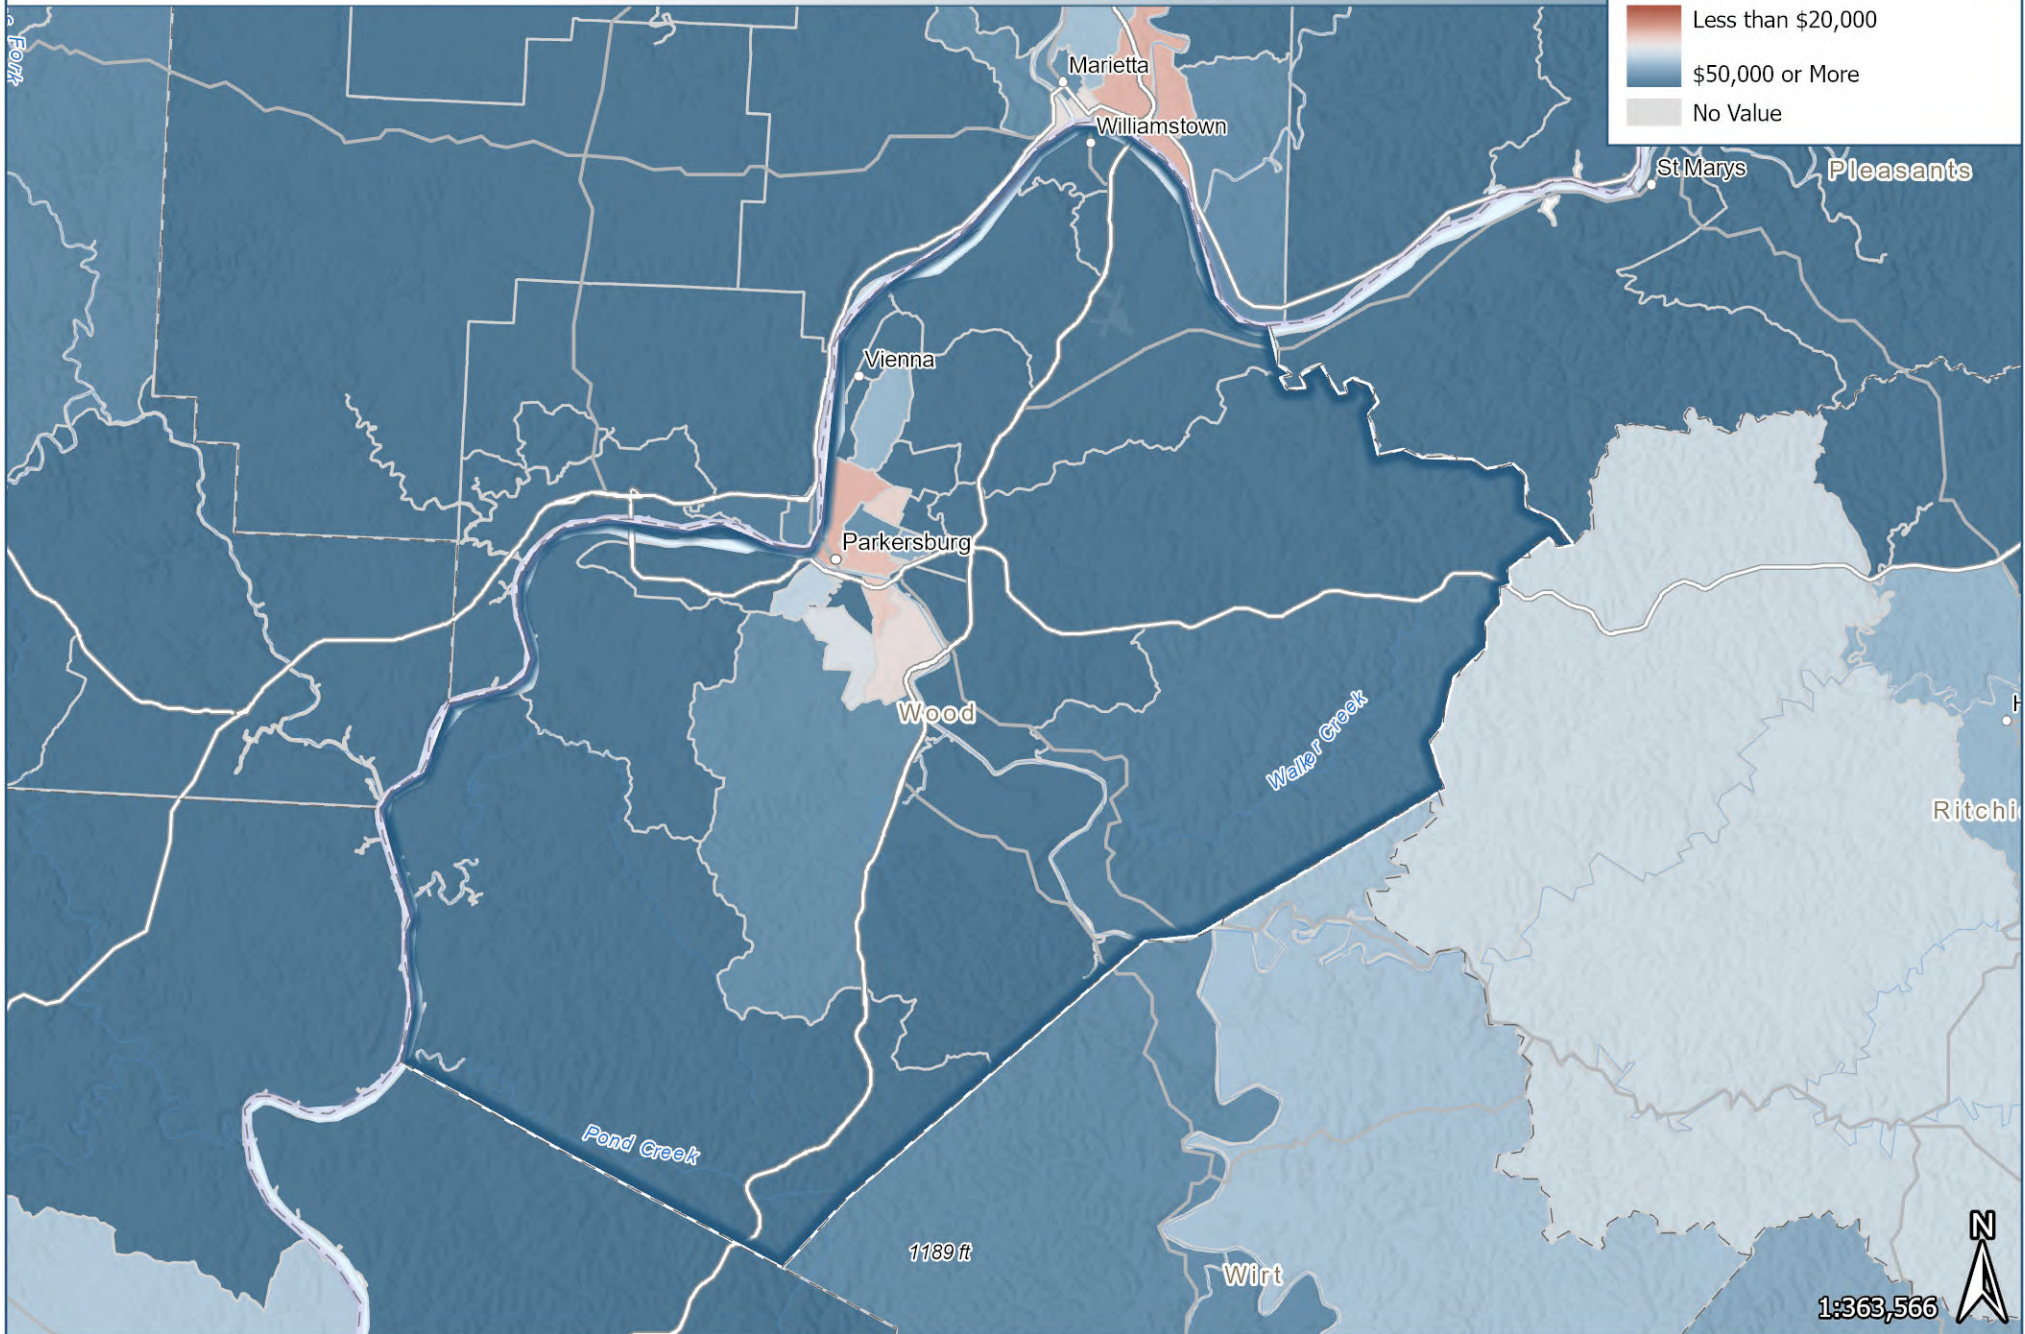 Less than $20,000
$50,000 or More
No Value
Fork
Marietta
Williamstown
St Marys
Pleasants
Vienna
Parkersburg
Wood
Walker Creek
H
Ritchi
Pond Creek
1189 ft
Wirt
N
1:363,566